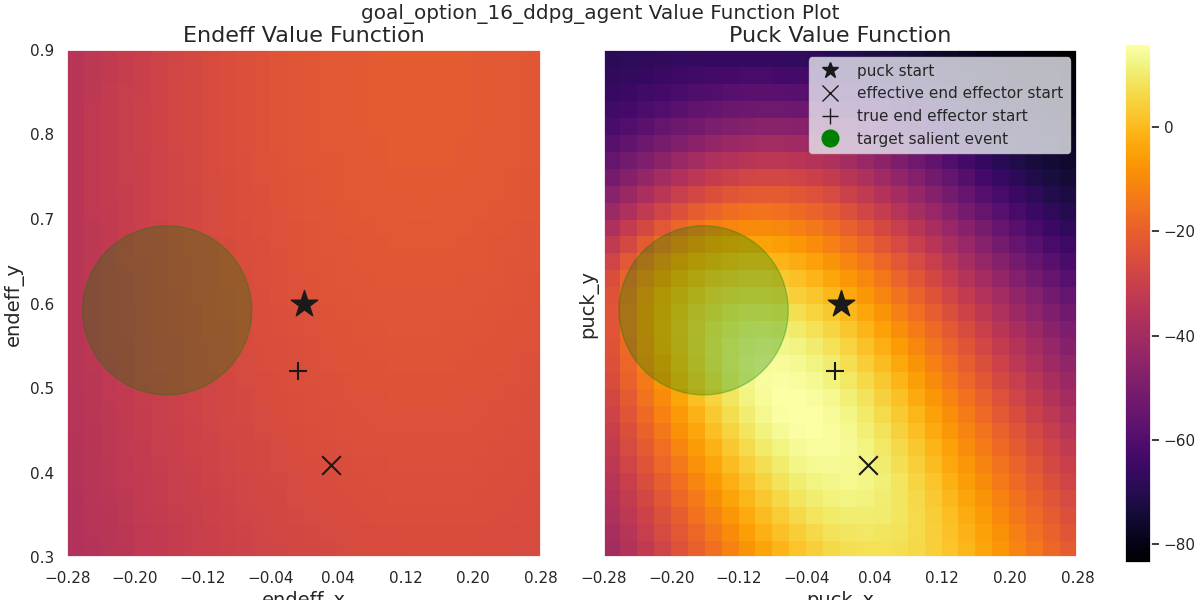 goal_option_16_ddpg_agent Value Function Plot
Endeff Value Function
Puck Value Function
0.9
0.8
0.7
0.6
0.5
0.4
0.3
endeff_y
−0.28 −0.20 −0.12 −0.04 0.04 0.12 0.20 0.28
endeff_x
puck_y
puck start
effective end effector start
true end effector start
target salient event
−0.28 −0.20 −0.12 −0.04 0.04 0.12 0.20 0.28
puck_x
0
−20
−40
−60
−80